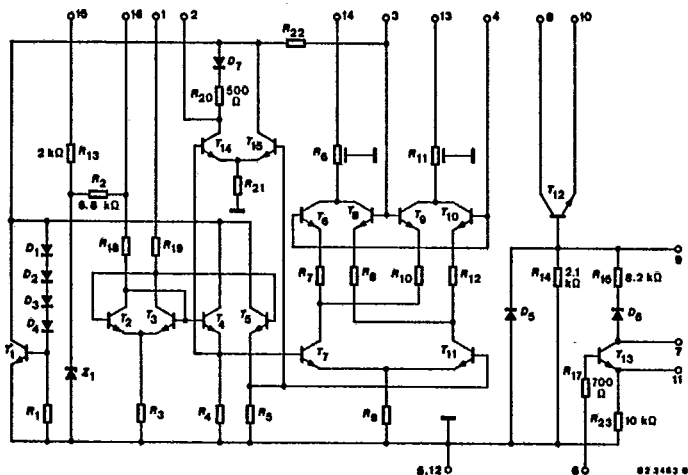 15 16 1 2 14 3 13 4 8 10
R22
D7
R20 500 Ω
2 kΩ R13
T14 T15
R6 R11
R2
6.8 kΩ
R21
T12
D1
R18 R19
T6 T8 T9 T10
9
D2
R7 R8 R10 R12
D5
R14 2.1 kΩ
R16 8.2 kΩ
D3
D4
T2 T3 T4 T5
D6
T1
T7 T11
7
T13
Z1
11
R17 700 Ω
R1 R3 R4 R5 R9
R23 10 kΩ
5,12 6